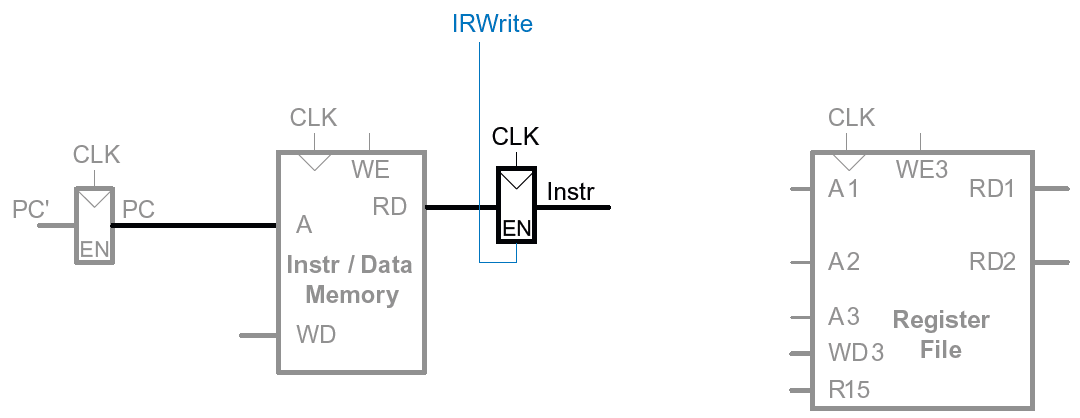 IRWrite
CLK
PC'
PC
EN
CLK
WE
A
RD
Instr / Data
Memory
WD
CLK
EN
Instr
CLK
WE3
A1
RD1
A2
RD2
A3
Register
File
WD3
R15